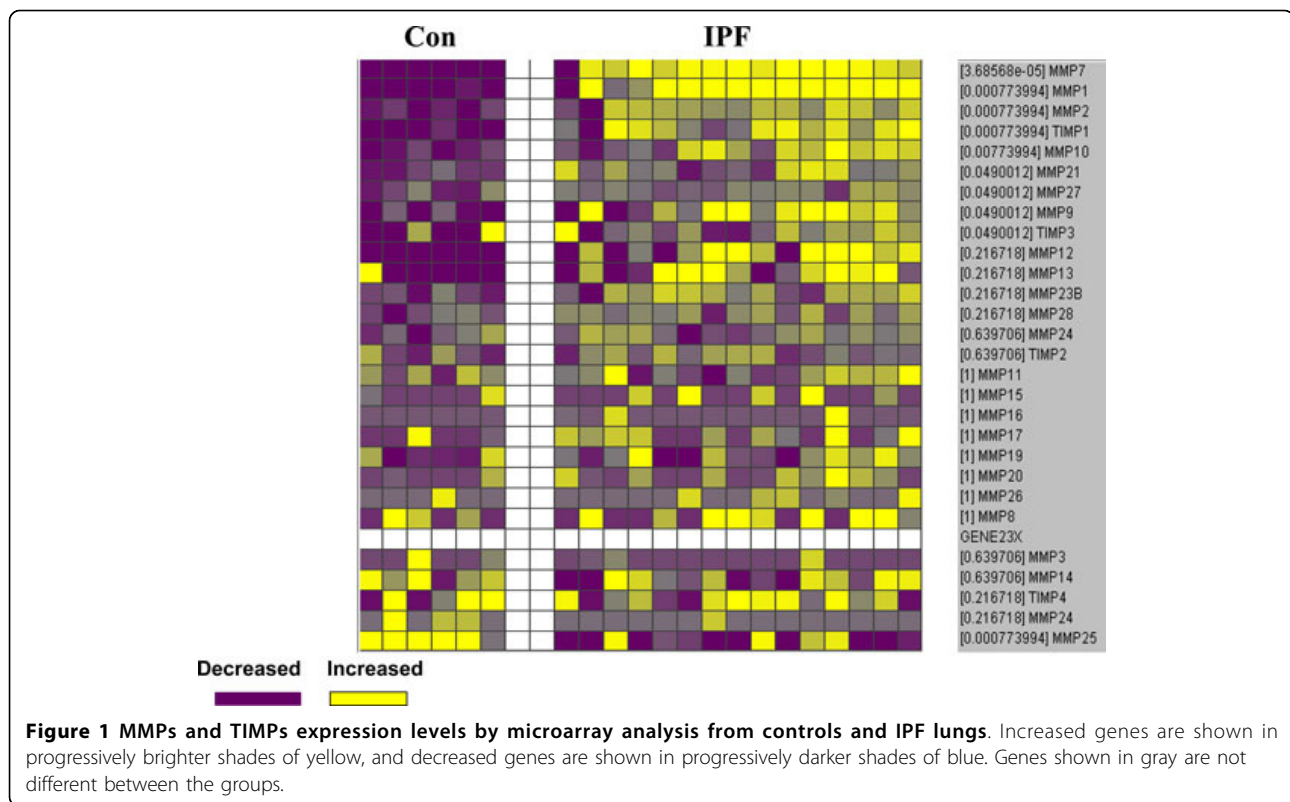 Con IPF
[3.68568e-05] MMP7
[0.000773994] MMP1
[0.000773994] MMP2
[0.000773994] TIMP1
[0.00773994] MMP10
[0.0490012] MMP21
[0.0490012] MMP27
[0.0490012] MMP9
[0.0490012] TIMP3
[0.216718] MMP12
[0.216718] MMP13
[0.216718] MMP23B
[0.216718] MMP28
[0.639706] MMP24
[0.639706] TIMP2
[1] MMP11
[1] MMP15
[1] MMP16
[1] MMP17
[1] MMP19
[1] MMP20
[1] MMP26
[1] MMP8
GENE23X
[0.639706] MMP3
[0.639706] MMP14
[0.216718] TIMP4
[0.216718] MMP24
[0.000773994] MMP25
Decreased Increased
Figure 1 MMPs and TIMPs expression levels by microarray analysis from controls and IPF lungs. Increased genes are shown in
progressively brighter shades of yellow, and decreased genes are shown in progressively darker shades of blue. Genes shown in gray are not
different between the groups.